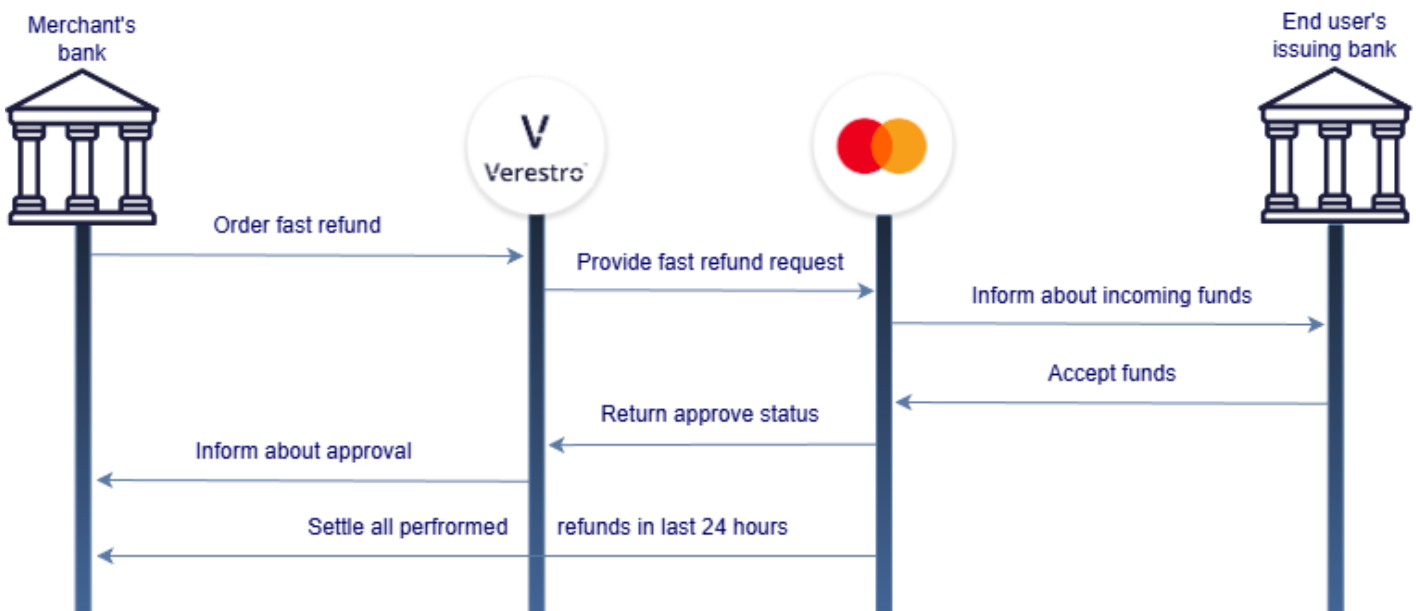 Merchant's
bank
End user's
issuing bank
V
Verestro
Order fast refund
Provide fast refund request
Inform about incoming funds
Accept funds
Return approve status
Inform about approval
Settle all perfrormed refunds in last 24 hours